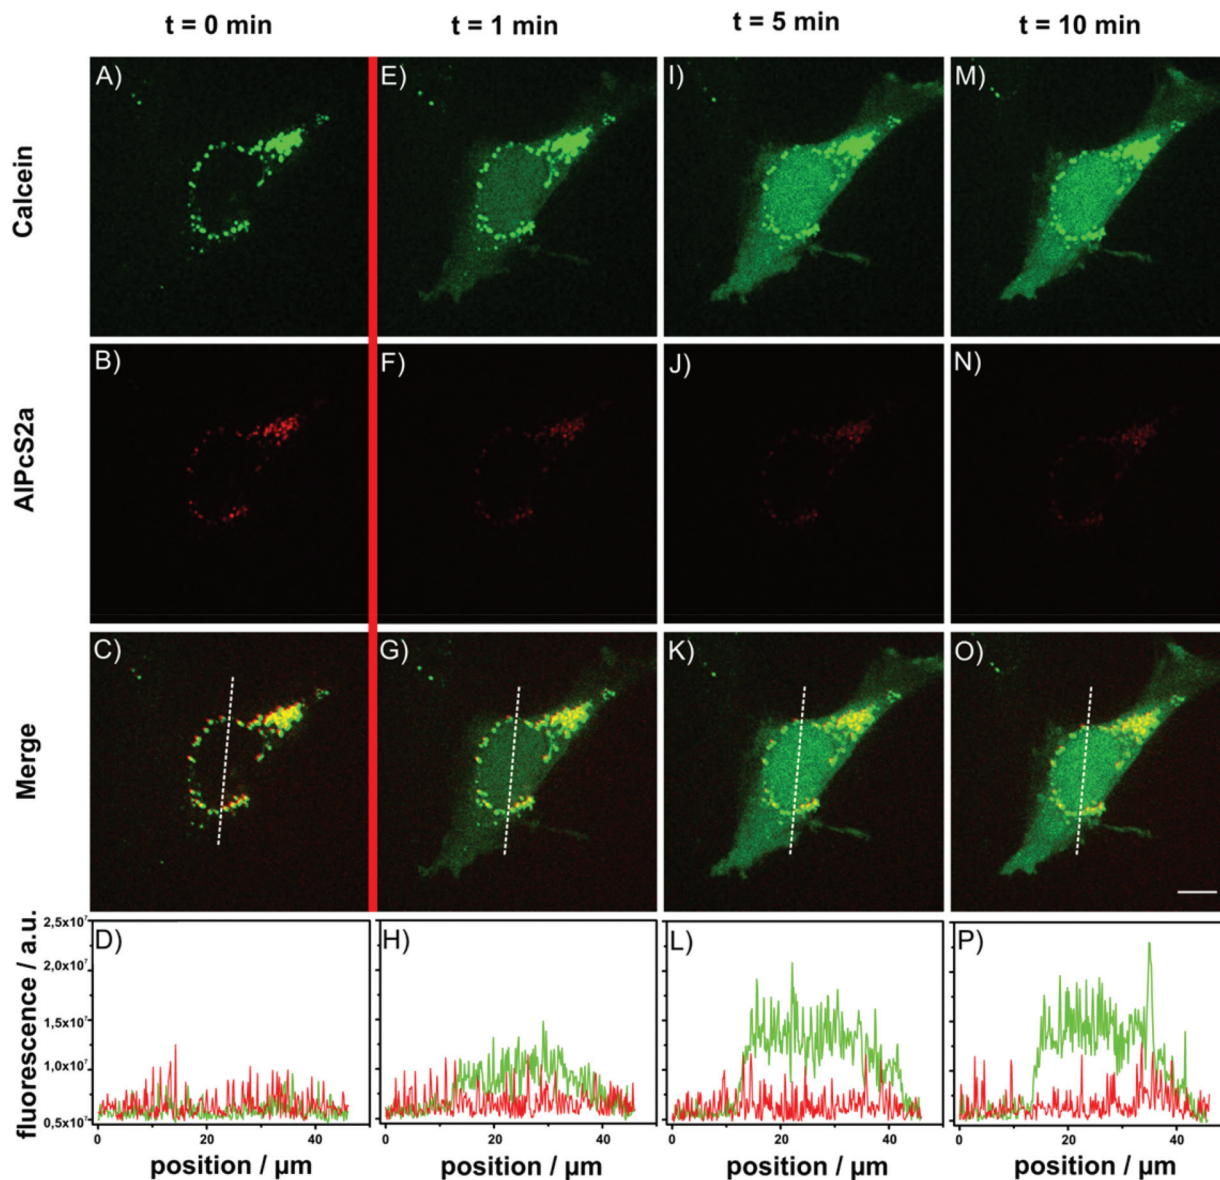 t = 0 min
t = 1 min
t = 5 min
t = 10 min
Calcein
A)
E)
I)
M)
AlPcS2a
B)
F)
J)
N)
Merge
C)
G)
K)
O)
fluorescence / a.u.
2,5x10⁷
2,0x10⁷
1,5x10⁷
1,0x10⁷
0,5x10⁷
D)
H)
L)
P)
0 20 40
0 20 40
0 20 40
0 20 40
position / µm
position / µm
position / µm
position / µm